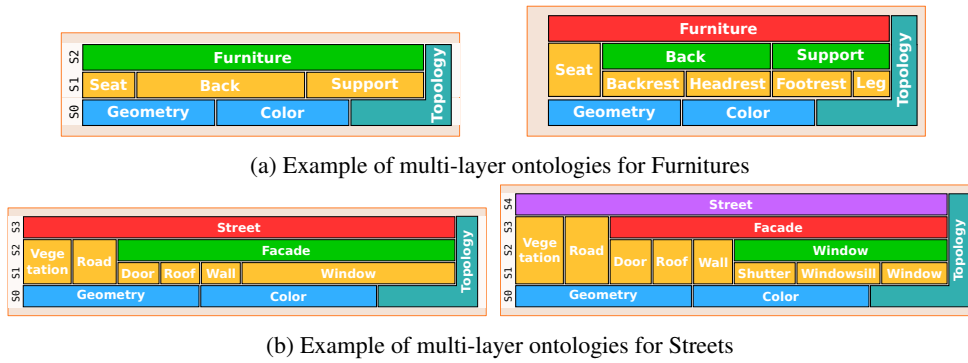 S2
Furniture
S1
Seat
Back
Support
S0
Geometry
Color
Topology
Furniture
Seat
Back
Support
Backrest
Headrest
Footrest
Leg
Geometry
Color
Topology
(a) Example of multi-layer ontologies for Furnitures
S3
Street
S2
Vege
tation
Road
Facade
S1
Door
Roof
Wall
Window
S0
Geometry
Color
Topology
S4
Street
S3
Vege
tation
Road
Facade
S2
Door
Roof
Wall
Window
S1
Shutter
Windowsill
Window
S0
Geometry
Color
Topology
(b) Example of multi-layer ontologies for Streets